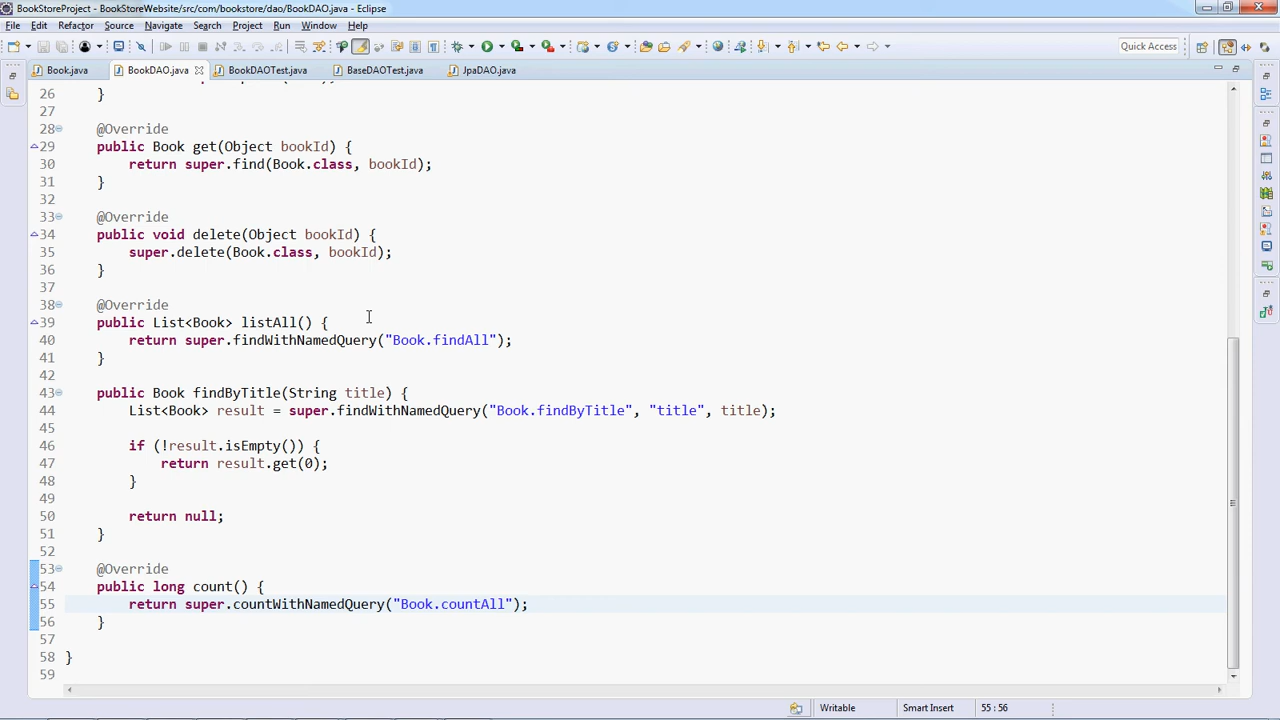 BookStoreProject - BookStoreWebsite/src/com/bookstore/dao/BookDAO.java - Eclipse
File Edit Refactor Source Navigate Search Project Run Window Help
Quick Access
Book.java BookDAO.java BookDAOTest.java BaseDAOTest.java JpaDAO.java
26 }
27
28 @Override
29 public Book get(Object bookId) {
30 return super.find(Book.class, bookId);
31 }
32
33 @Override
34 public void delete(Object bookId) {
35 super.delete(Book.class, bookId);
36 }
37
38 @Override
39 public List<Book> listAll() {
40 return super.findWithNamedQuery("Book.findAll");
41 }
42
43 public Book findByTitle(String title) {
44 List<Book> result = super.findWithNamedQuery("Book.findByTitle", "title", title);
45
46 if (!result.isEmpty()) {
47 return result.get(0);
48 }
49
50 return null;
51 }
52
53 @Override
54 public long count() {
55 return super.countWithNamedQuery("Book.countAll");
56 }
57
58 }
59
Writable Smart Insert 55 : 56